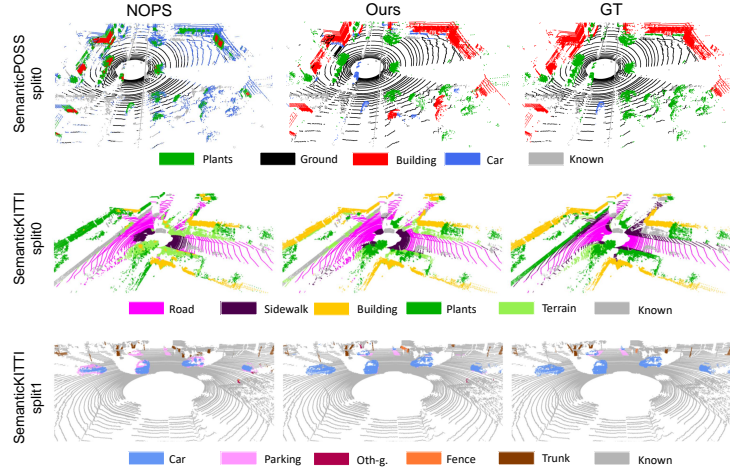 NOPS Ours GT
SemanticPOSS
split0
Plants Ground Building Car Known
SemanticKITTI
split0
Road Sidewalk Building Plants Terrain Known
SemanticKITTI
split1
Car Parking Oth-g. Fence Trunk Known